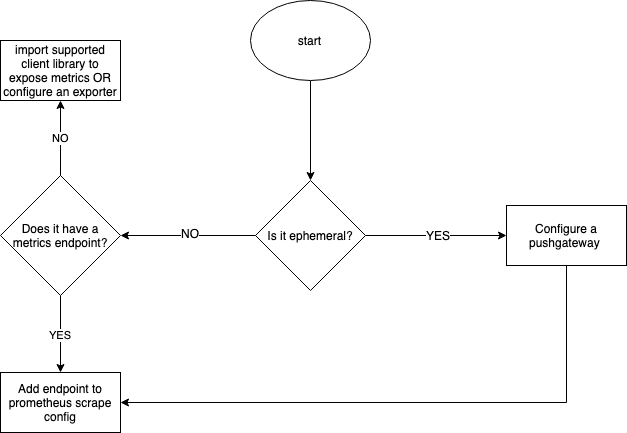 start
import supported
client library to
expose metrics OR
configure an exporter
NO
Does it have a
metrics endpoint?
NO
Is it ephemeral?
YES
Configure a
pushgateway
YES
Add endpoint to
prometheus scrape
config